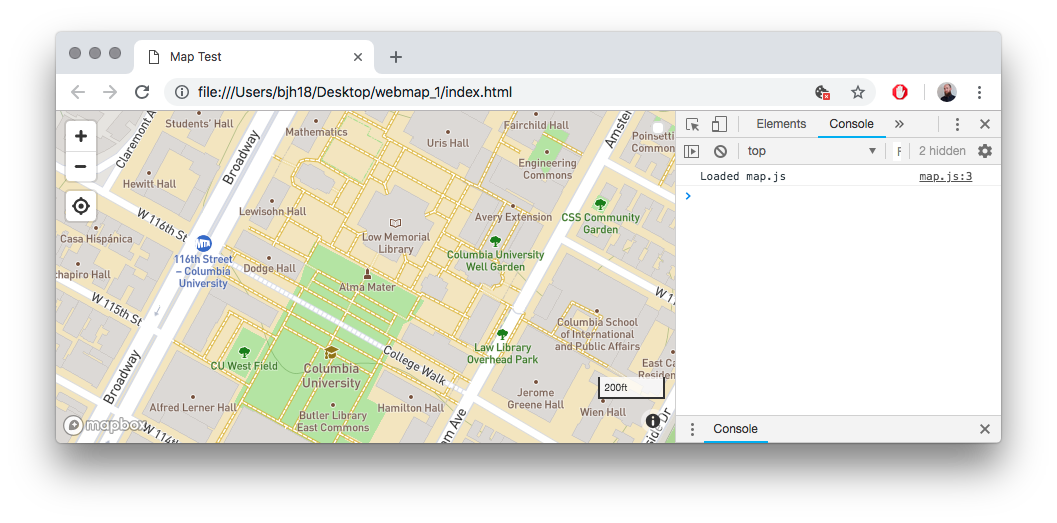 Map Test
file:///Users/bjh18/Desktop/webmap_1/index.html
Elements
Console
»
top
2 hidden
Loaded map.js
map.js:3
Console
+
−
Students' Hall
Claremont A
Broadway
Mathematics
Uris Hall
Fairchild Hall
Engineering
Commons
Amster
Poinsetti
Common
Hewitt Hall
W 116th St
Lewisohn Hall
Low Memorial
Library
Avery Extension
CSS Community
Garden
Casa Hispánica
MTA
116th Street
– Columbia
University
Columbia University
Well Garden
chapiro Hall
Dodge Hall
Alma Mater
W 115th St
W 11
Columbia School
of International
and Public Affairs
Law Library
Overhead Park
CU West Field
College Walk
Columbia
University
East Ca
Residen
Broadway
200ft
Alfred Lerner Hall
Butler Library
East Commons
Hamilton Hall
Jerome
Greene Hall
Wien Hall
mapbox
W 114th
am Ave
side Dr